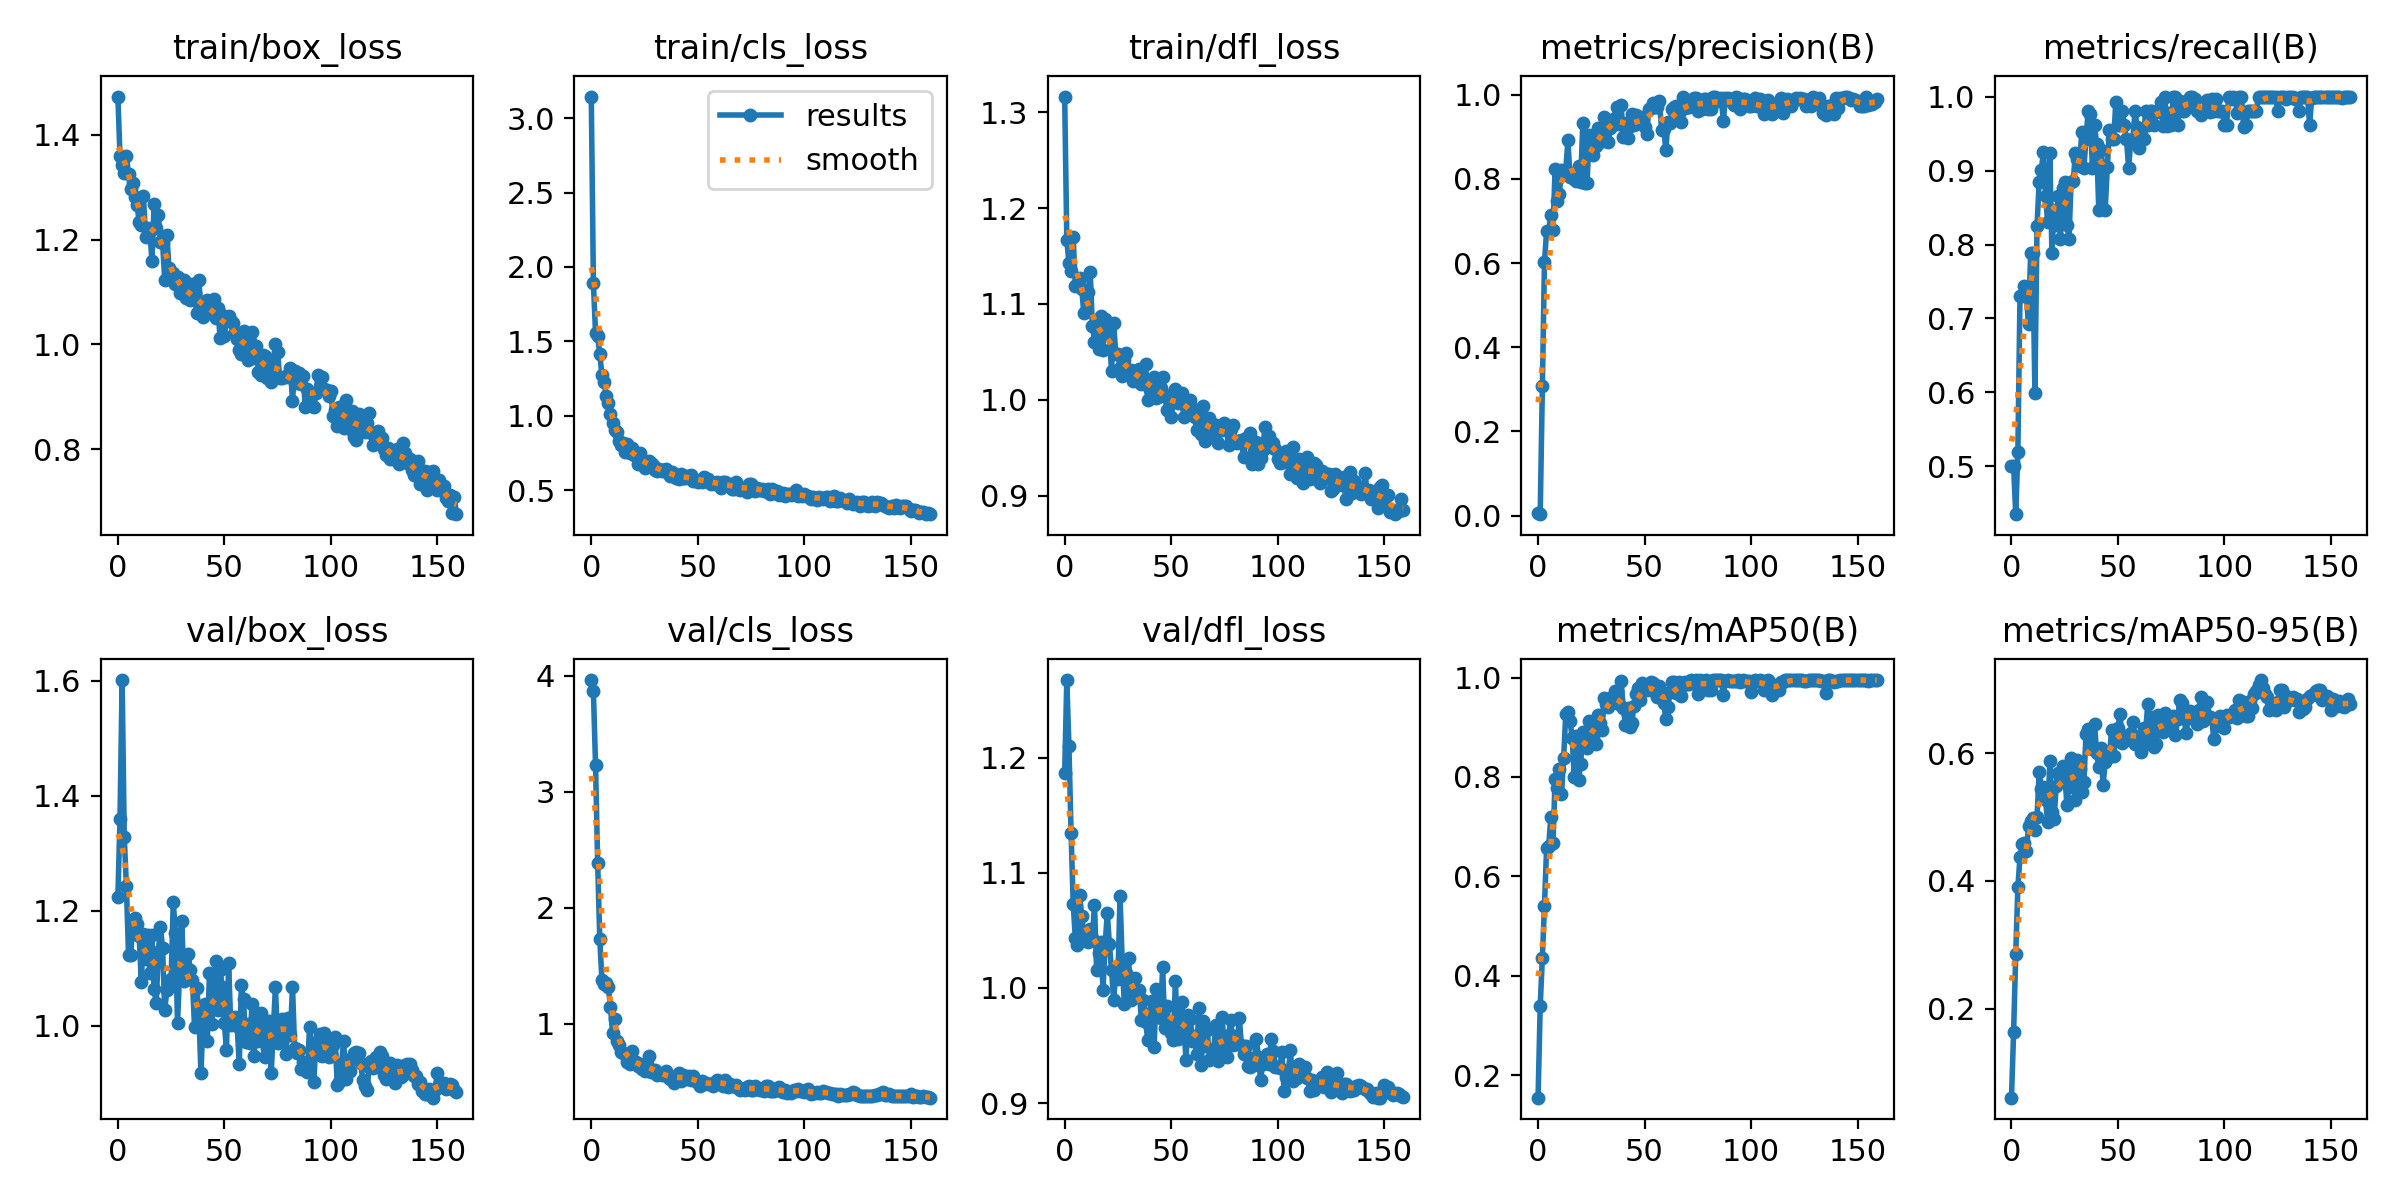 train/box_loss
1.4
1.2
1.0
0.8
0 50 100 150
train/cls_loss
results
smooth
3.0
2.5
2.0
1.5
1.0
0.5
0 50 100 150
train/dfl_loss
1.3
1.2
1.1
1.0
0.9
0 50 100 150
metrics/precision(B)
1.0
0.8
0.6
0.4
0.2
0.0
0 50 100 150
metrics/recall(B)
1.0
0.9
0.8
0.7
0.6
0.5
0 50 100 150
val/box_loss
1.6
1.4
1.2
1.0
0 50 100 150
val/cls_loss
4
3
2
1
0 50 100 150
val/dfl_loss
1.2
1.1
1.0
0.9
0 50 100 150
metrics/mAP50(B)
1.0
0.8
0.6
0.4
0.2
0 50 100 150
metrics/mAP50-95(B)
0.6
0.4
0.2
0 50 100 150